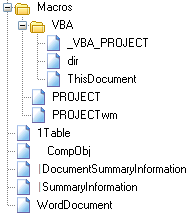 Macros
VBA
_VBA_PROJECT
dir
ThisDocument
PROJECT
PROJECTwm
1Table
CompObj
|DocumentSummaryInformation
|SummaryInformation
WordDocument